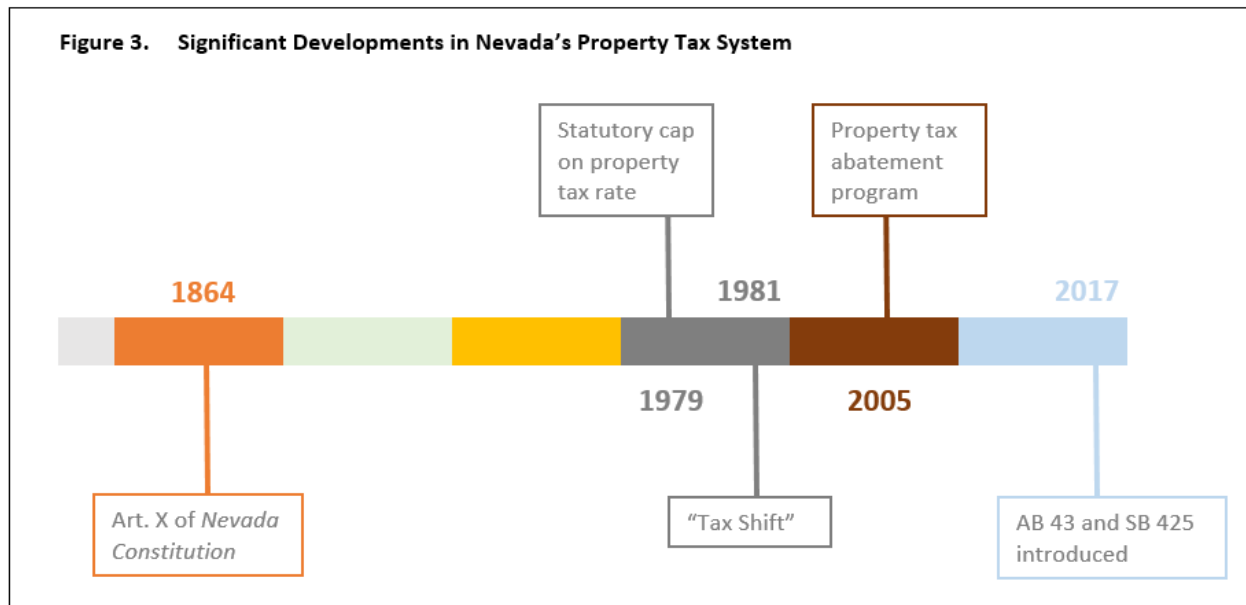 Figure 3. Significant Developments in Nevada’s Property Tax System
Statutory cap
on property
tax rate
Property tax
abatement
program
1864
1981
2017
1979
2005
Art. X of Nevada
Constitution
“Tax Shift”
AB 43 and SB 425
introduced